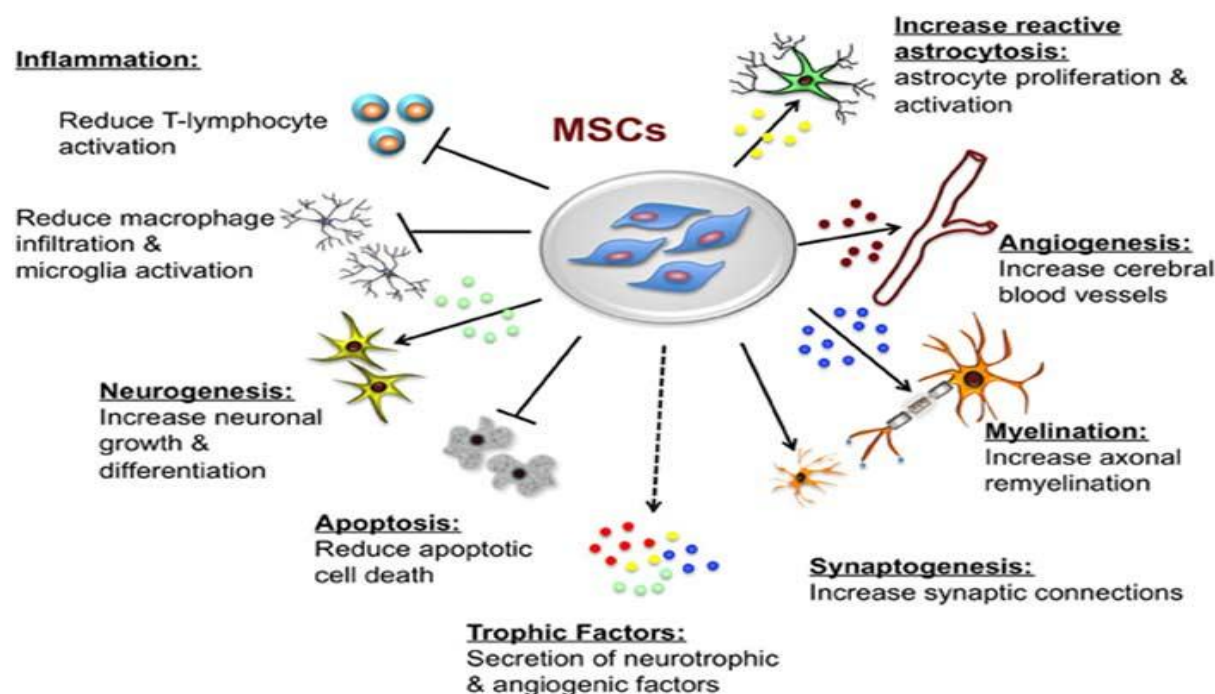 Inflammation:
Reduce T-lymphocyte
activation
Reduce macrophage
infiltration &
microglia activation
Neurogenesis:
Increase neuronal
growth &
differentiation
Apoptosis:
Reduce apoptotic
cell death
Trophic Factors:
Secretion of neurotrophic
& angiogenic factors
MSCs
Increase reactive
astrocytosis:
astrocyte proliferation &
activation
Angiogenesis:
Increase cerebral
blood vessels
Myelination:
Increase axonal
remyelination
Synaptogenesis:
Increase synaptic connections